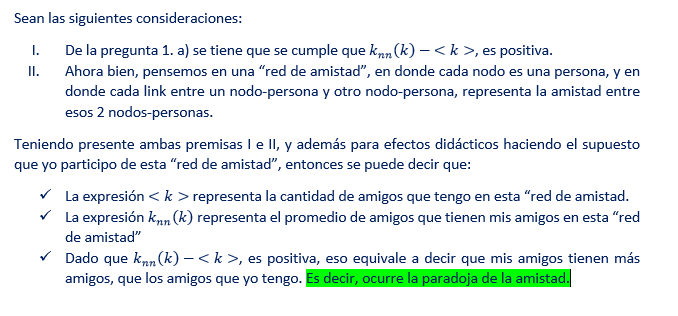 Sean las siguientes consideraciones:
I. De la pregunta 1. a) se tiene que se cumple que kₙₙ(k) − < k >, es positiva.
II. Ahora bien, pensemos en una “red de amistad”, en donde cada nodo es una persona, y en
donde cada link entre un nodo-persona y otro nodo-persona, representa la amistad entre
esos 2 nodos-personas.
Teniendo presente ambas premisas I e II, y además para efectos didácticos haciendo el supuesto
que yo participo de esta “red de amistad”, entonces se puede decir que:
✓ La expresión < k > representa la cantidad de amigos que tengo en esta “red de amistad.
✓ La expresión kₙₙ(k) representa el promedio de amigos que tienen mis amigos en esta “red
de amistad”
✓ Dado que kₙₙ(k) − < k >, es positiva, eso equivale a decir que mis amigos tienen más
amigos, que los amigos que yo tengo. Es decir, ocurre la paradoja de la amistad.